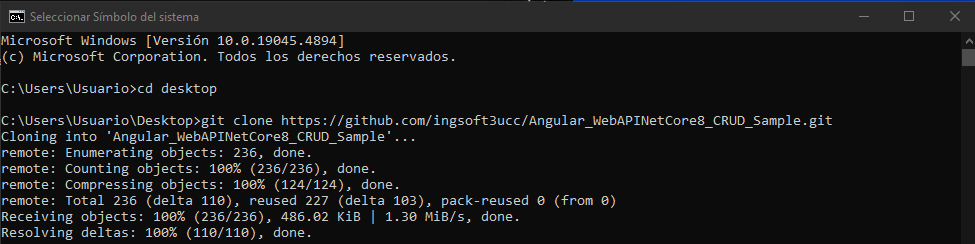 Seleccionar Símbolo del sistema
Microsoft Windows [Versión 10.0.19045.4894]
(c) Microsoft Corporation. Todos los derechos reservados.
C:\Users\Usuario>cd desktop
C:\Users\Usuario\Desktop>git clone https://github.com/ingsoft3ucc/Angular_WebAPINetCore8_CRUD_Sample.git
Cloning into 'Angular_WebAPINetCore8_CRUD_Sample'...
remote: Enumerating objects: 236, done.
remote: Counting objects: 100% (236/236), done.
remote: Compressing objects: 100% (124/124), done.
remote: Total 236 (delta 110), reused 227 (delta 103), pack-reused 0 (from 0)
Receiving objects: 100% (236/236), 486.02 KiB | 1.30 MiB/s, done.
Resolving deltas: 100% (110/110), done.